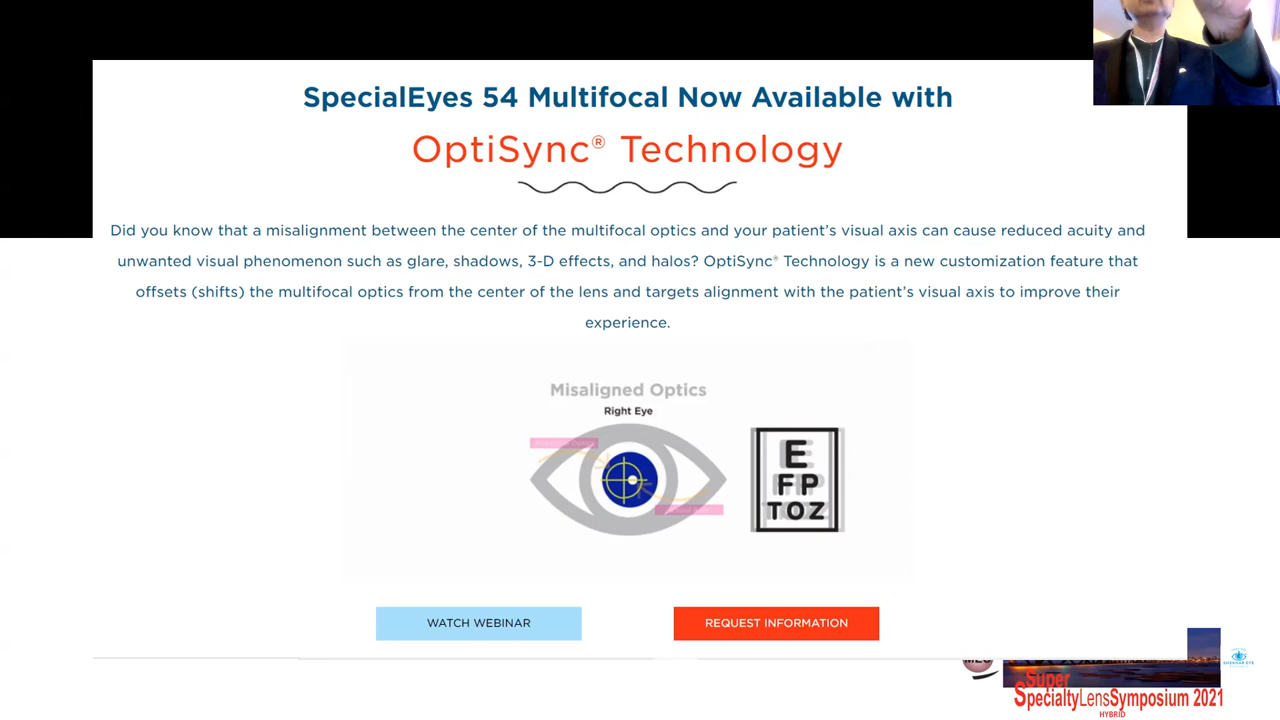 SpecialEyes 54 Multifocal Now Available with
OptiSync® Technology
Did you know that a misalignment between the center of the multifocal optics and your patient's visual axis can cause reduced acuity and
unwanted visual phenomenon such as glare, shadows, 3-D effects, and halos? OptiSync® Technology is a new customization feature that
offsets (shifts) the multifocal optics from the center of the lens and targets alignment with the patient's visual axis to improve their
experience.
Misaligned Optics
Right Eye
E
FP
TOZ
WATCH WEBINAR
REQUEST INFORMATION
SHEKHAR EYE
Super
SpecialtyLensSymposium 2021
HYBRID